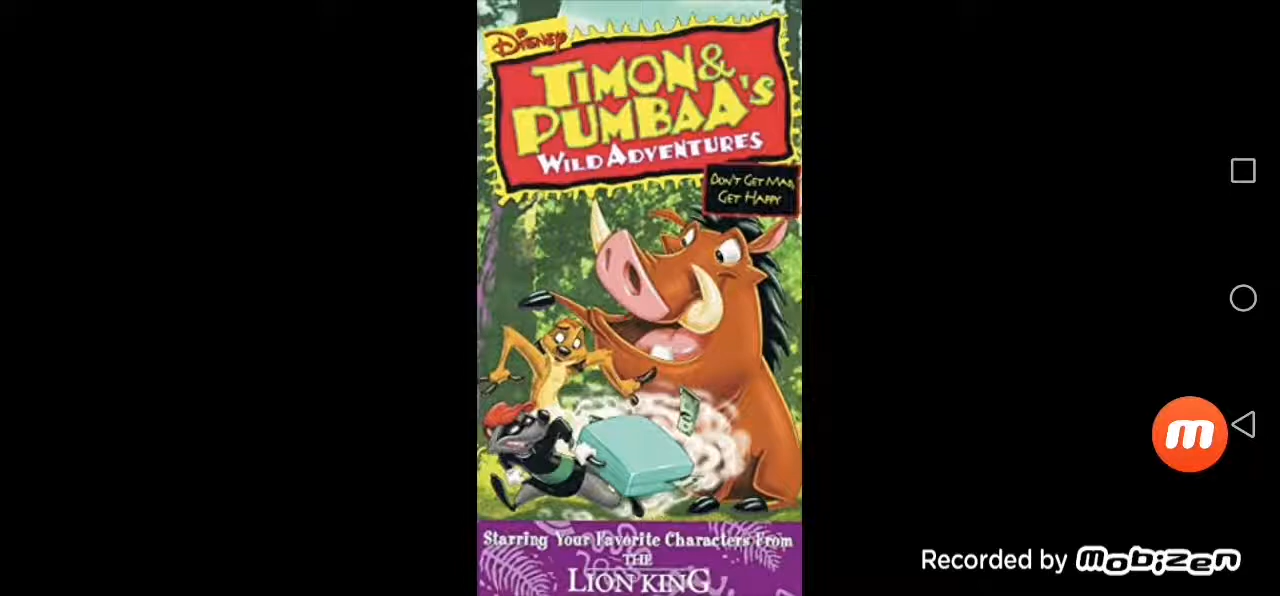 Disney
TIMON &
PUMBAA's
WILD ADVENTURES
DON'T GET MAD,
GET HAPPY
Starring Your Favorite Characters From
THE
LION KING
m
Recorded by mobizen